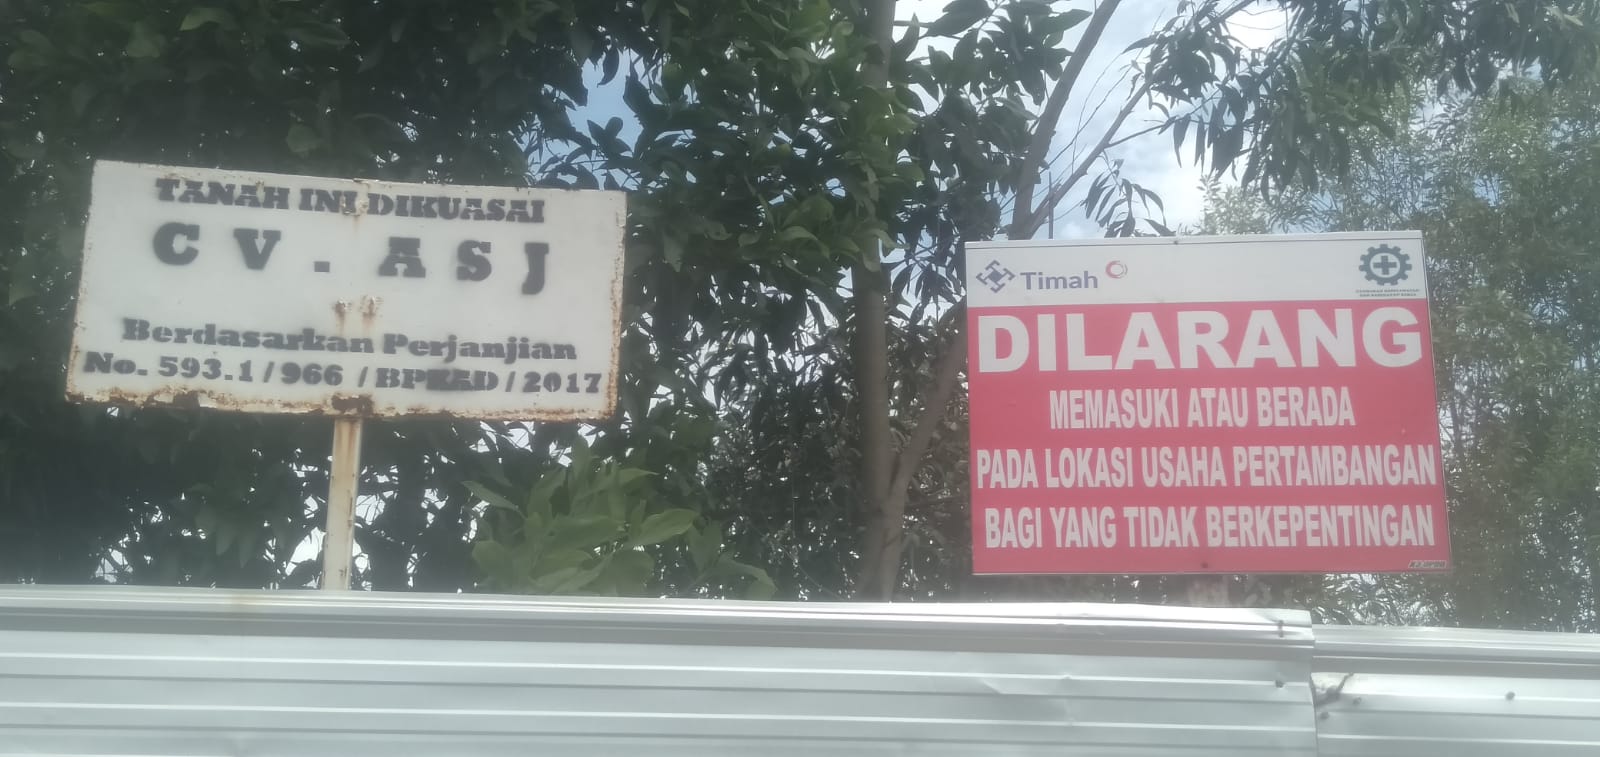 TANAH INI DIKUASAI
CV. ASJ
Berdasarkan Perjanjian
No. 593.1/966 / BPKAD/2017
Timah
DILARANG
MEMASUKI ATAU BERADA
PADA LOKASI USAHA PERTAMBANGAN
BAGI YANG TIDAK BERKEPENTINGAN